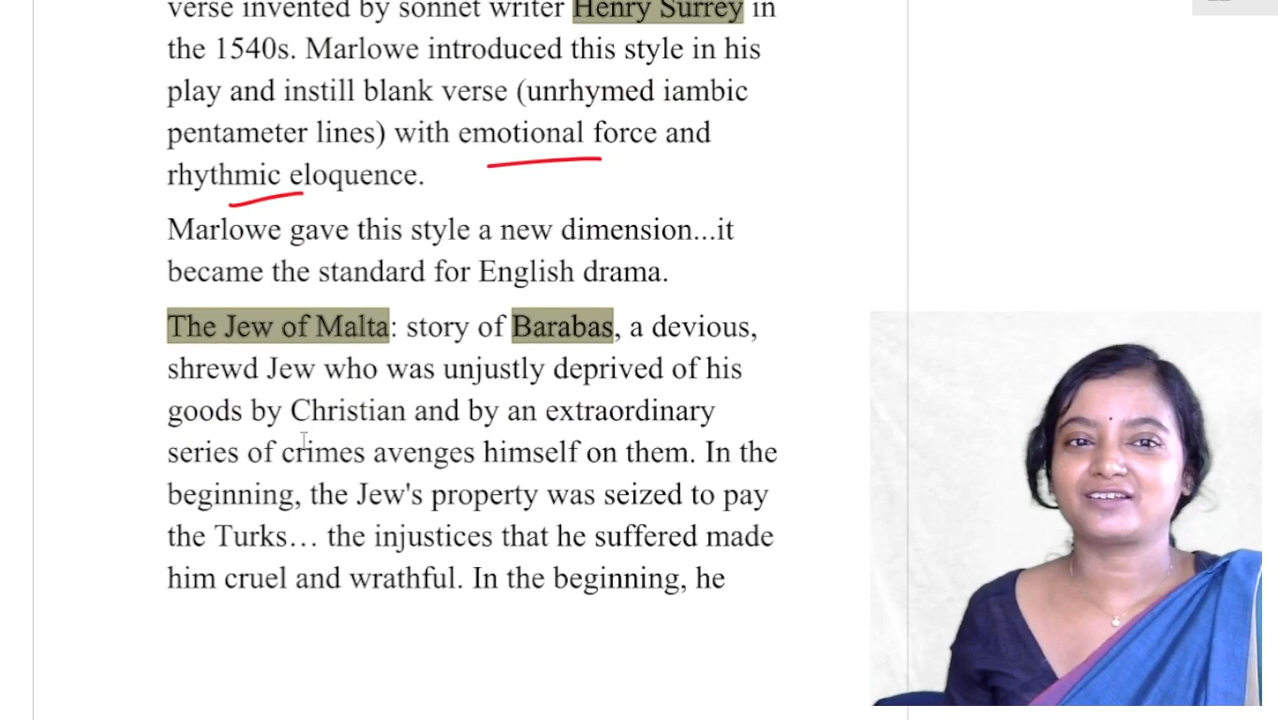 verse invented by sonnet writer Henry Surrey in
the 1540s. Marlowe introduced this style in his
play and instill blank verse (unrhymed iambic
pentameter lines) with emotional force and
rhythmic eloquence.
Marlowe gave this style a new dimension...it
became the standard for English drama.
The Jew of Malta: story of Barabas, a devious,
shrewd Jew who was unjustly deprived of his
goods by Christian and by an extraordinary
series of crimes avenges himself on them. In the
beginning, the Jew's property was seized to pay
the Turks… the injustices that he suffered made
him cruel and wrathful. In the beginning, he